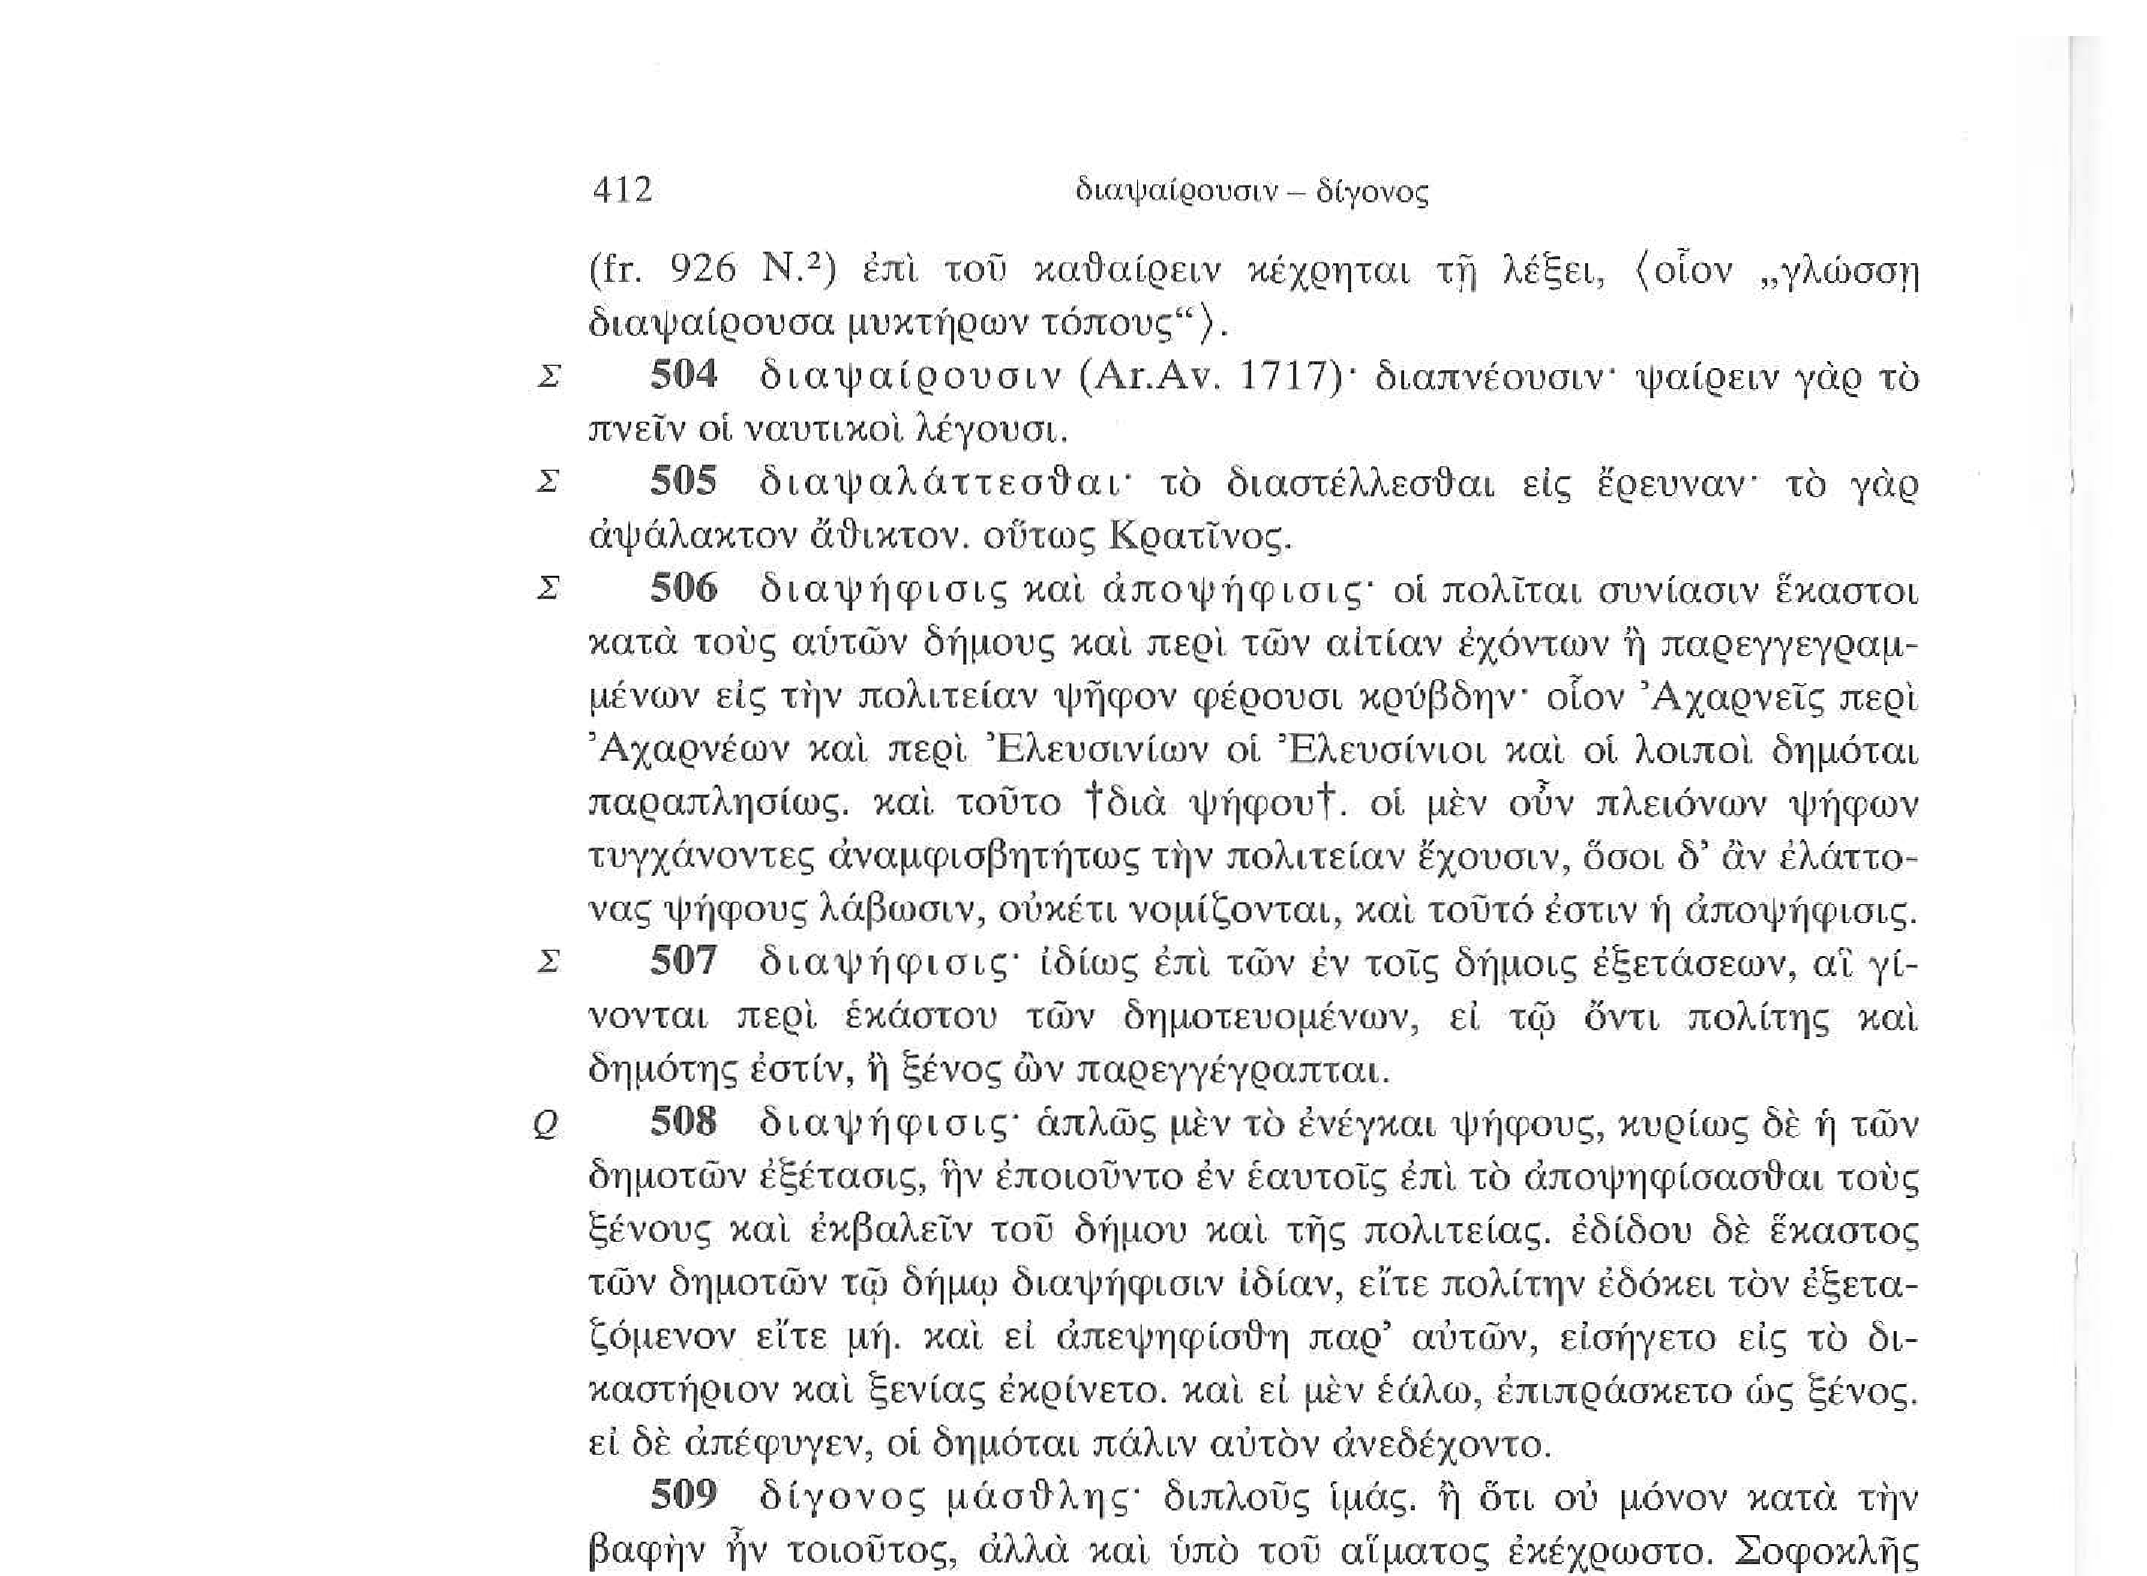 412 διαψαίρουσιν – δίγονος
(fr. 926 N.²) ἐπὶ τοῦ καθαίρειν κέχρηται τῇ λέξει, ⟨οἷον „γλώσσῃ
διαψαίρουσα μυκτήρων τόπους“⟩.
Σ 504 διαψαίρουσιν (Ar.Av. 1717)· διαπνέουσιν· ψαίρειν γὰρ τὸ
πνεῖν οἱ ναυτικοὶ λέγουσι.
Σ 505 διαψαλάττεσθαι· τὸ διαστέλλεσθαι εἰς ἔρευναν· τὸ γὰρ
ἀψάλακτον ἄθικτον. οὕτως Κρατῖνος.
Σ 506 διαψήφισις καὶ ἀποψήφισις· οἱ πολῖται συνίασιν ἕκαστοι
κατὰ τοὺς αὑτῶν δήμους καὶ περὶ τῶν αἰτίαν ἐχόντων ἢ παρεγγεγραμ-
μένων εἰς τὴν πολιτείαν ψῆφον φέρουσι κρύβδην· οἷον Ἀχαρνεῖς περὶ
Ἀχαρνέων καὶ περὶ Ἐλευσινίων οἱ Ἐλευσίνιοι καὶ οἱ λοιποὶ δημόται
παραπλησίως. καὶ τοῦτο †διὰ ψήφου†. οἱ μὲν οὖν πλειόνων ψήφων
τυγχάνοντες ἀναμφισβητήτως τὴν πολιτείαν ἔχουσιν, ὅσοι δ’ ἂν ἐλάττο-
νας ψήφους λάβωσιν, οὐκέτι νομίζονται, καὶ τοῦτό ἐστιν ἡ ἀποψήφισις.
Σ 507 διαψήφισις· ἰδίως ἐπὶ τῶν ἐν τοῖς δήμοις ἐξετάσεων, αἳ γί-
νονται περὶ ἑκάστου τῶν δημοτευομένων, εἰ τῷ ὄντι πολίτης καὶ
δημότης ἐστίν, ἢ ξένος ὢν παρεγγέγραπται.
Q 508 διαψήφισις· ἁπλῶς μὲν τὸ ἐνέγκαι ψήφους, κυρίως δὲ ἡ τῶν
δημοτῶν ἐξέτασις, ἣν ἐποιοῦντο ἐν ἑαυτοῖς ἐπὶ τὸ ἀποψηφίσασθαι τοὺς
ξένους καὶ ἐκβαλεῖν τοῦ δήμου καὶ τῆς πολιτείας. ἐδίδου δὲ ἕκαστος
τῶν δημοτῶν τῷ δήμῳ διαψήφισιν ἰδίαν, εἴτε πολίτην ἐδόκει τὸν ἐξετα-
ζόμενον εἴτε μή. καὶ εἰ ἀπεψηφίσθη παρ’ αὐτῶν, εἰσήγετο εἰς τὸ δι-
καστήριον καὶ ξενίας ἐκρίνετο. καὶ εἰ μὲν ἑάλω, ἐπιπράσκετο ὡς ξένος.
εἰ δὲ ἀπέφυγεν, οἱ δημόται πάλιν αὐτὸν ἀνεδέχοντο.
509 δίγονος μάσθλης· διπλοῦς ἱμάς. ἢ ὅτι οὐ μόνον κατὰ τὴν
βαφὴν ἦν τοιοῦτος, ἀλλὰ καὶ ὑπὸ τοῦ αἵματος ἐκέχρωστο. Σοφοκλῆς